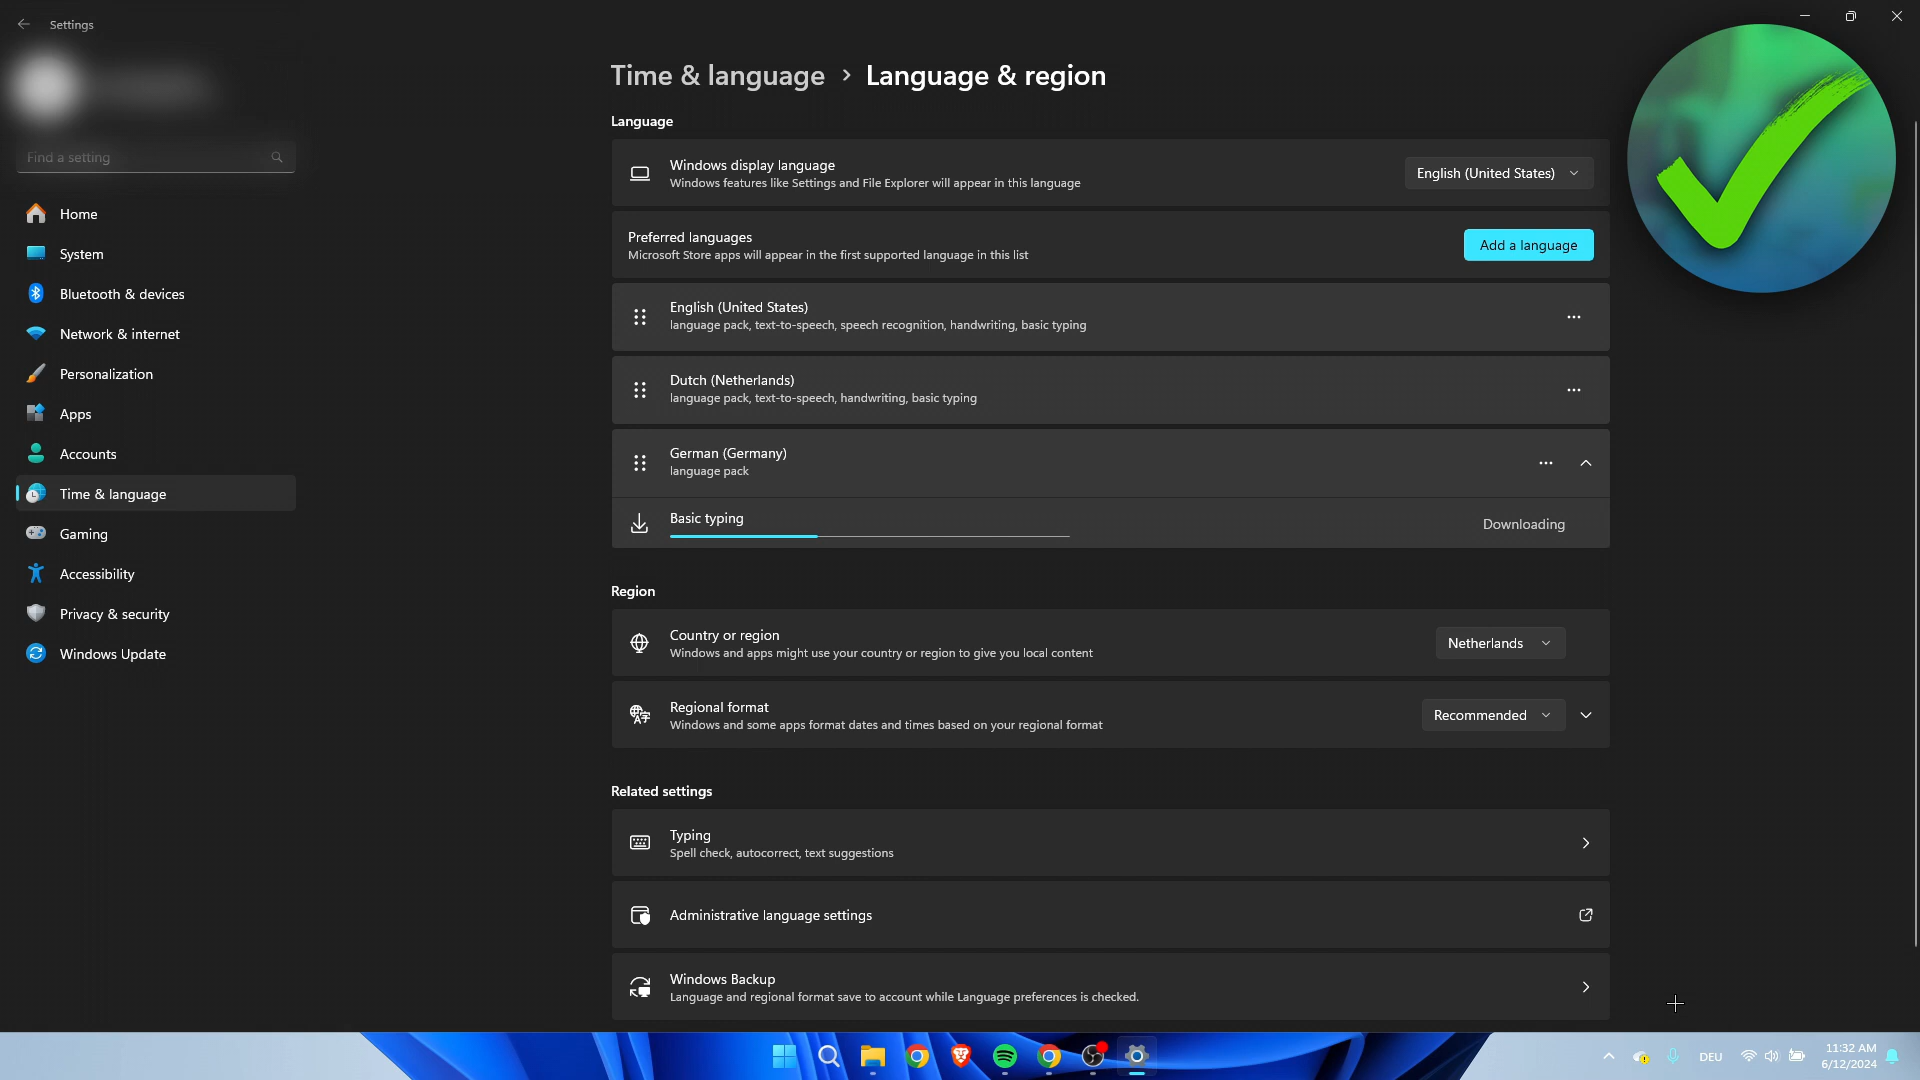 Settings
Find a setting
Home
System
Bluetooth & devices
Network & internet
Personalization
Apps
Accounts
Time & language
Gaming
Accessibility
Privacy & security
Windows Update
Time & language > Language & region
Language
Windows display language
Windows features like Settings and File Explorer will appear in this language
English (United States)
Preferred languages
Microsoft Store apps will appear in the first supported language in this list
Add a language
English (United States)
language pack, text-to-speech, speech recognition, handwriting, basic typing
Dutch (Netherlands)
language pack, text-to-speech, handwriting, basic typing
German (Germany)
language pack
Basic typing
Downloading
Region
Country or region
Windows and apps might use your country or region to give you local content
Netherlands
Regional format
Windows and some apps format dates and times based on your regional format
Recommended
Related settings
Typing
Spell check, autocorrect, text suggestions
Administrative language settings
Windows Backup
Language and regional format save to account while Language preferences is checked.
DEU
11:32 AM
6/12/2024